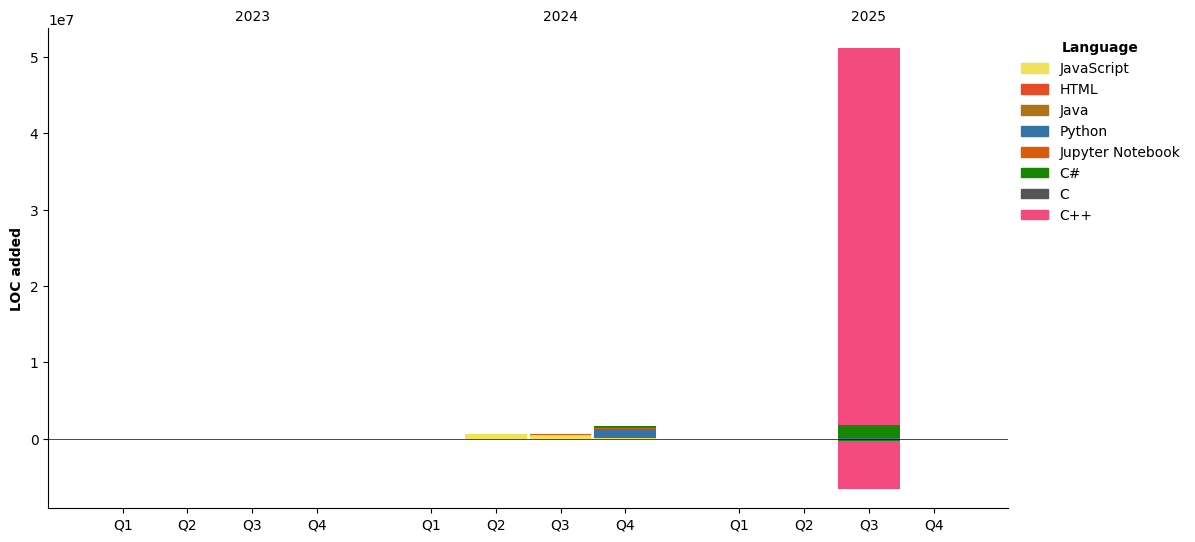 2023 2024 2025
1e7
Language
JavaScript
HTML
Java
Python
Jupyter Notebook
C#
C
C++
LOC added
5
4
3
2
1
0
Q1 Q2 Q3 Q4 Q1 Q2 Q3 Q4 Q1 Q2 Q3 Q4